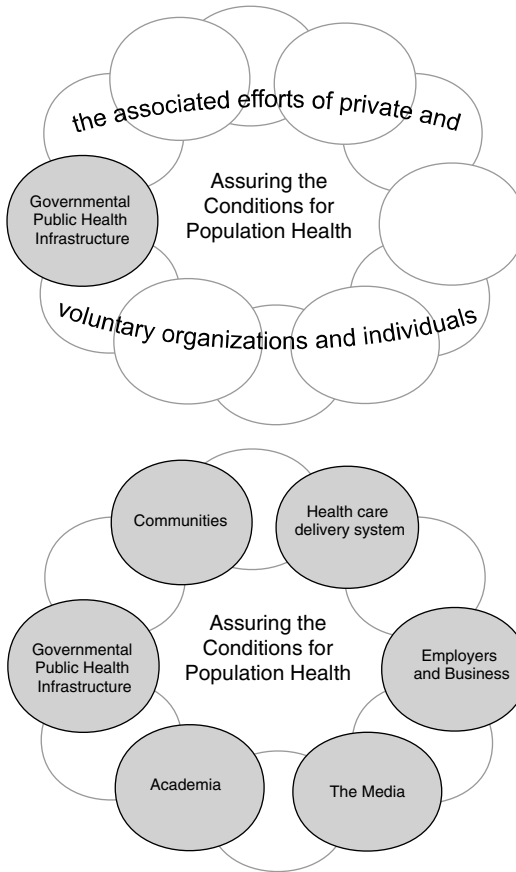 the associated efforts of private and
Governmental
Public Health
Infrastructure
Assuring the
Conditions for
Population Health
voluntary organizations and individuals
Communities
Health care
delivery system
Governmental
Public Health
Infrastructure
Assuring the
Conditions for
Population Health
Employers
and Business
Academia
The Media